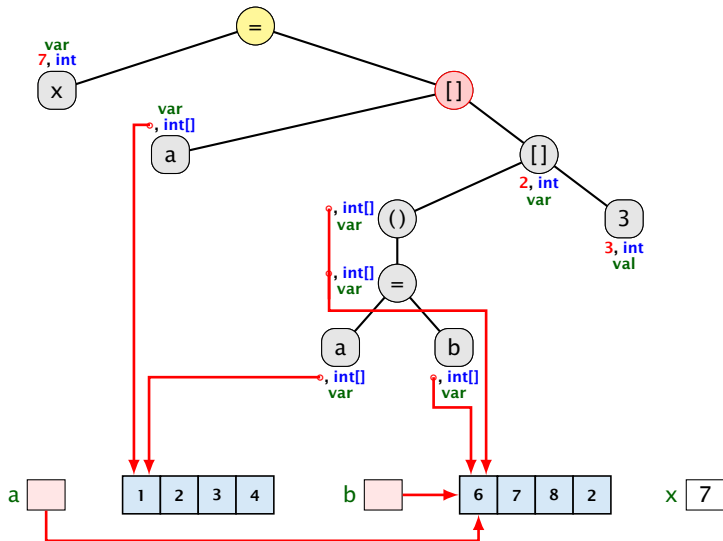 =
var
7, int
x
[]
var
, int[]
a
[]
2, int
var
, int[]
var
()
3
3, int
val
, int[]
var
=
a
b
, int[]
var
, int[]
var
a
1 2 3 4
b
6 7 8 2
x 7